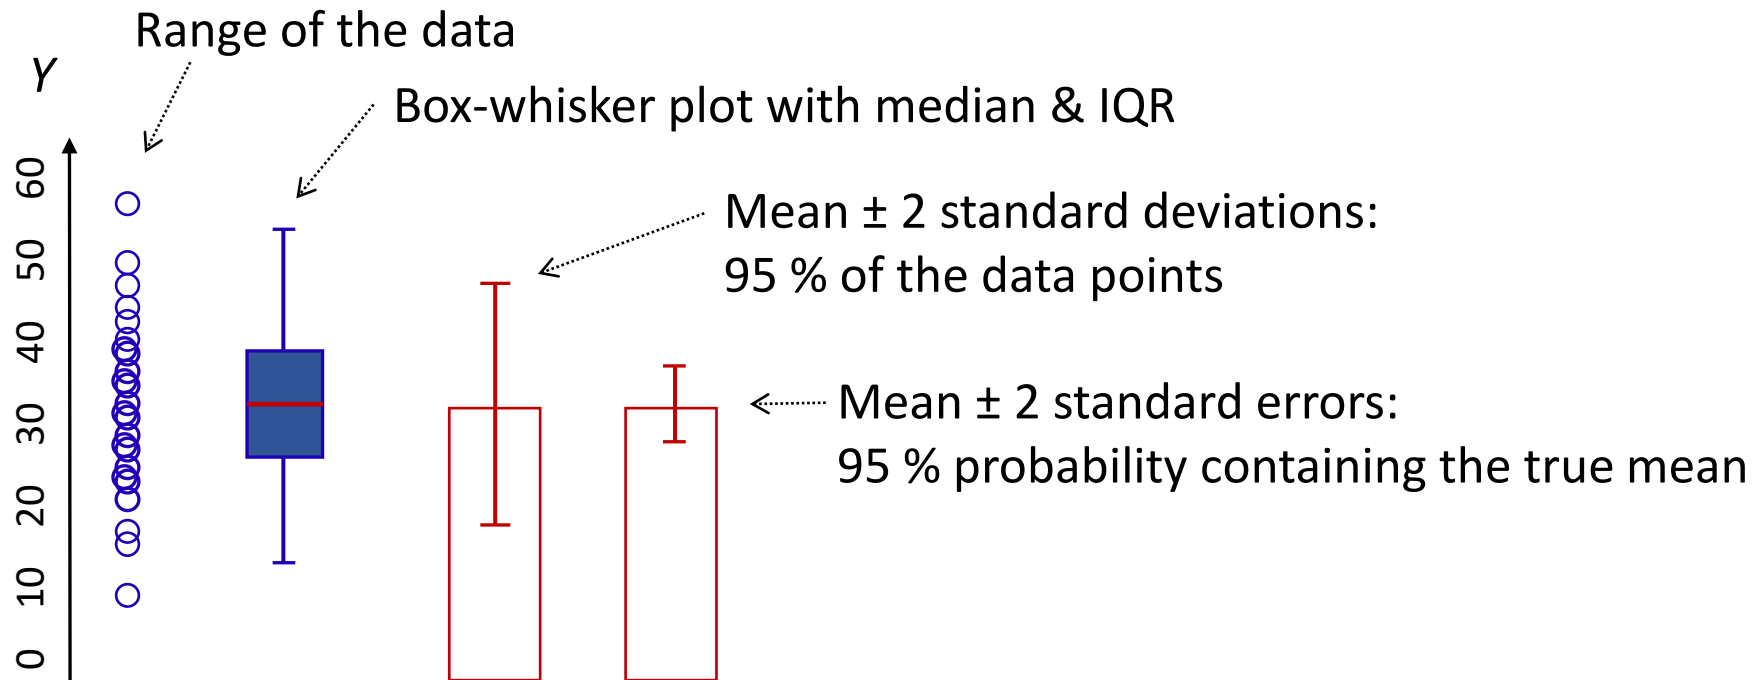 Range of the data
Y
Box-whisker plot with median & IQR
60
Mean ± 2 standard deviations:
50
95 % of the data points
40
Mean ± 2 standard errors:
30
95 % probability containing the true mean
20
10
0